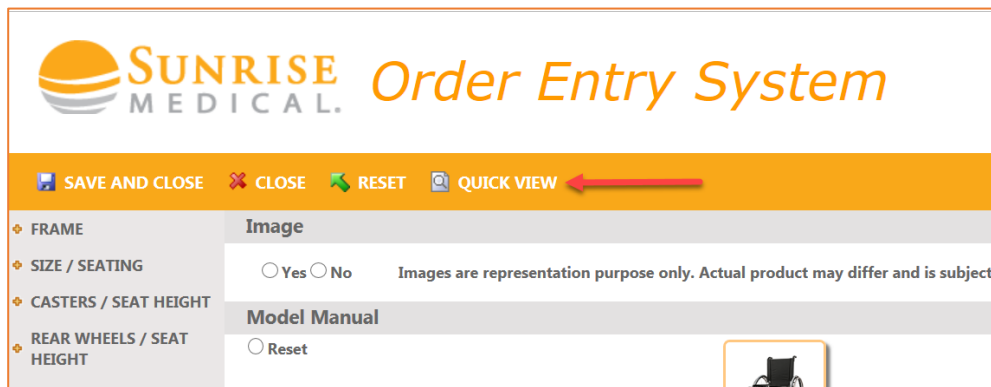 SUNRISE
MEDICAL.
Order Entry System
SAVE AND CLOSE CLOSE RESET QUICK VIEW
FRAME
SIZE / SEATING
CASTERS / SEAT HEIGHT
REAR WHEELS / SEAT
HEIGHT
Image
Yes No Images are representation purpose only. Actual product may differ and is subject
Model Manual
Reset